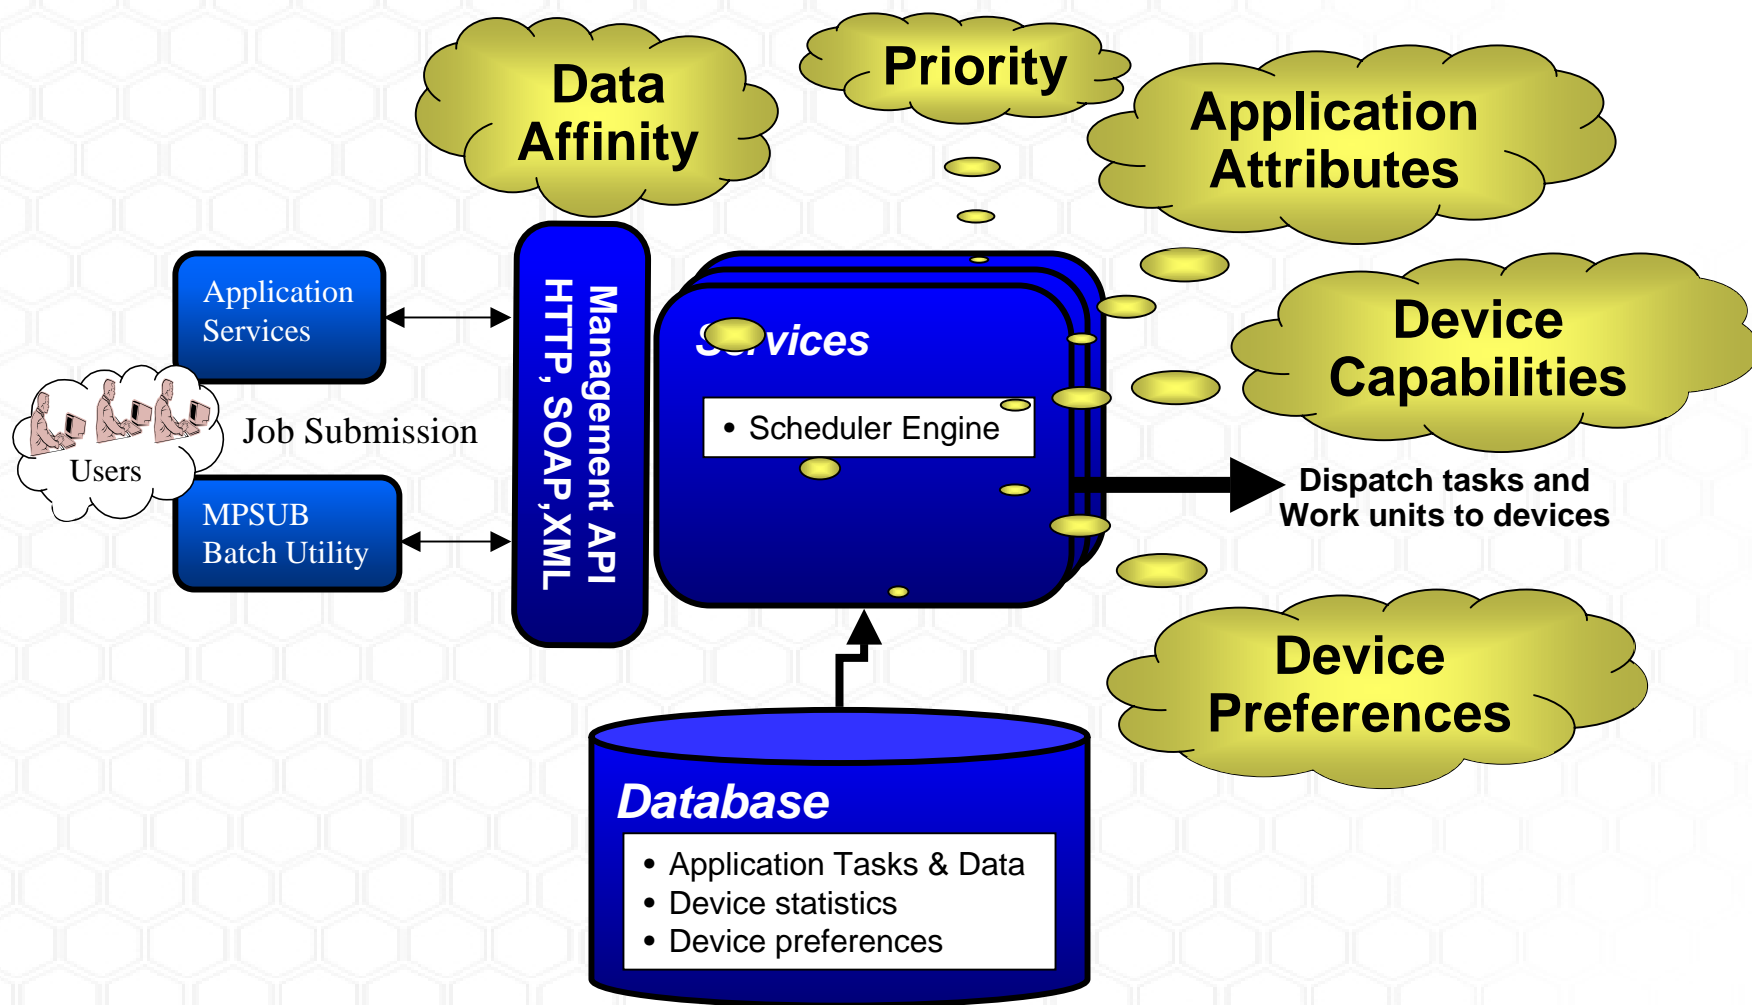 Data
Affinity
Priority
Application
Attributes
Application
Services
Management API
HTTP, SOAP,XML
Services
• Scheduler Engine
Device
Capabilities
Job Submission
Users
MPSUB
Batch Utility
Dispatch tasks and
Work units to devices
Device
Preferences
Database
• Application Tasks & Data
• Device statistics
• Device preferences